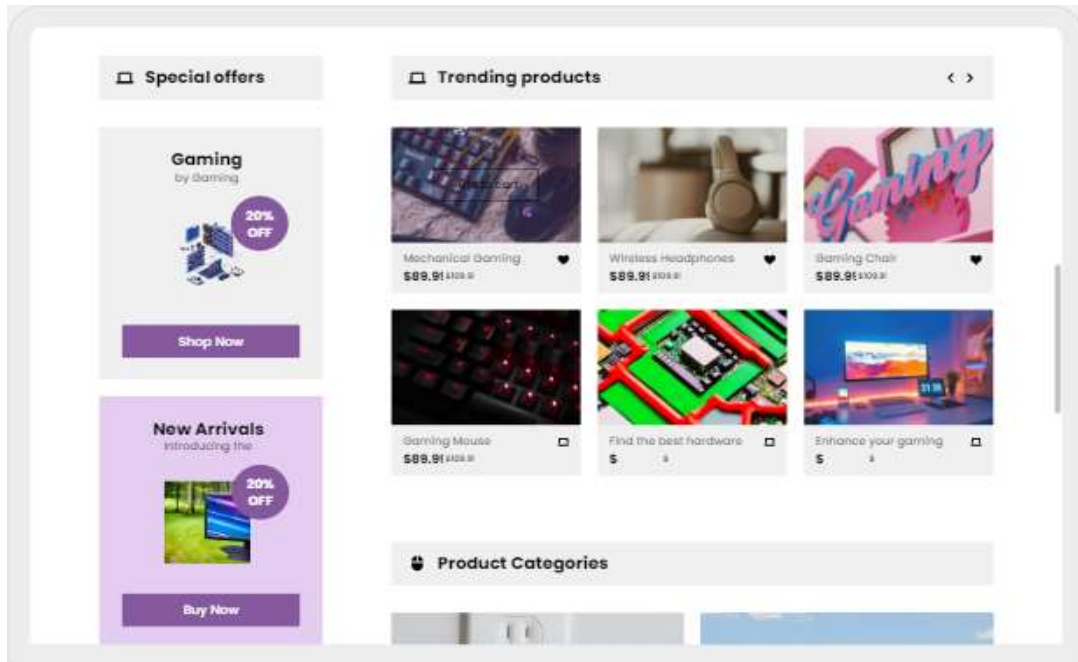 Special offers
Gaming
by Gaming
20%
OFF
Shop Now
New Arrivals
Introducing the
20%
OFF
Buy Now
Trending products
Mechanical Gaming
$89.9
Wireless Headphones
$89.9
Gaming
Gaming Chair
$89.9
Gaming Mouse
$89.9
Find the best hardware
$ $
Enhance your gaming
$ $
Product Categories